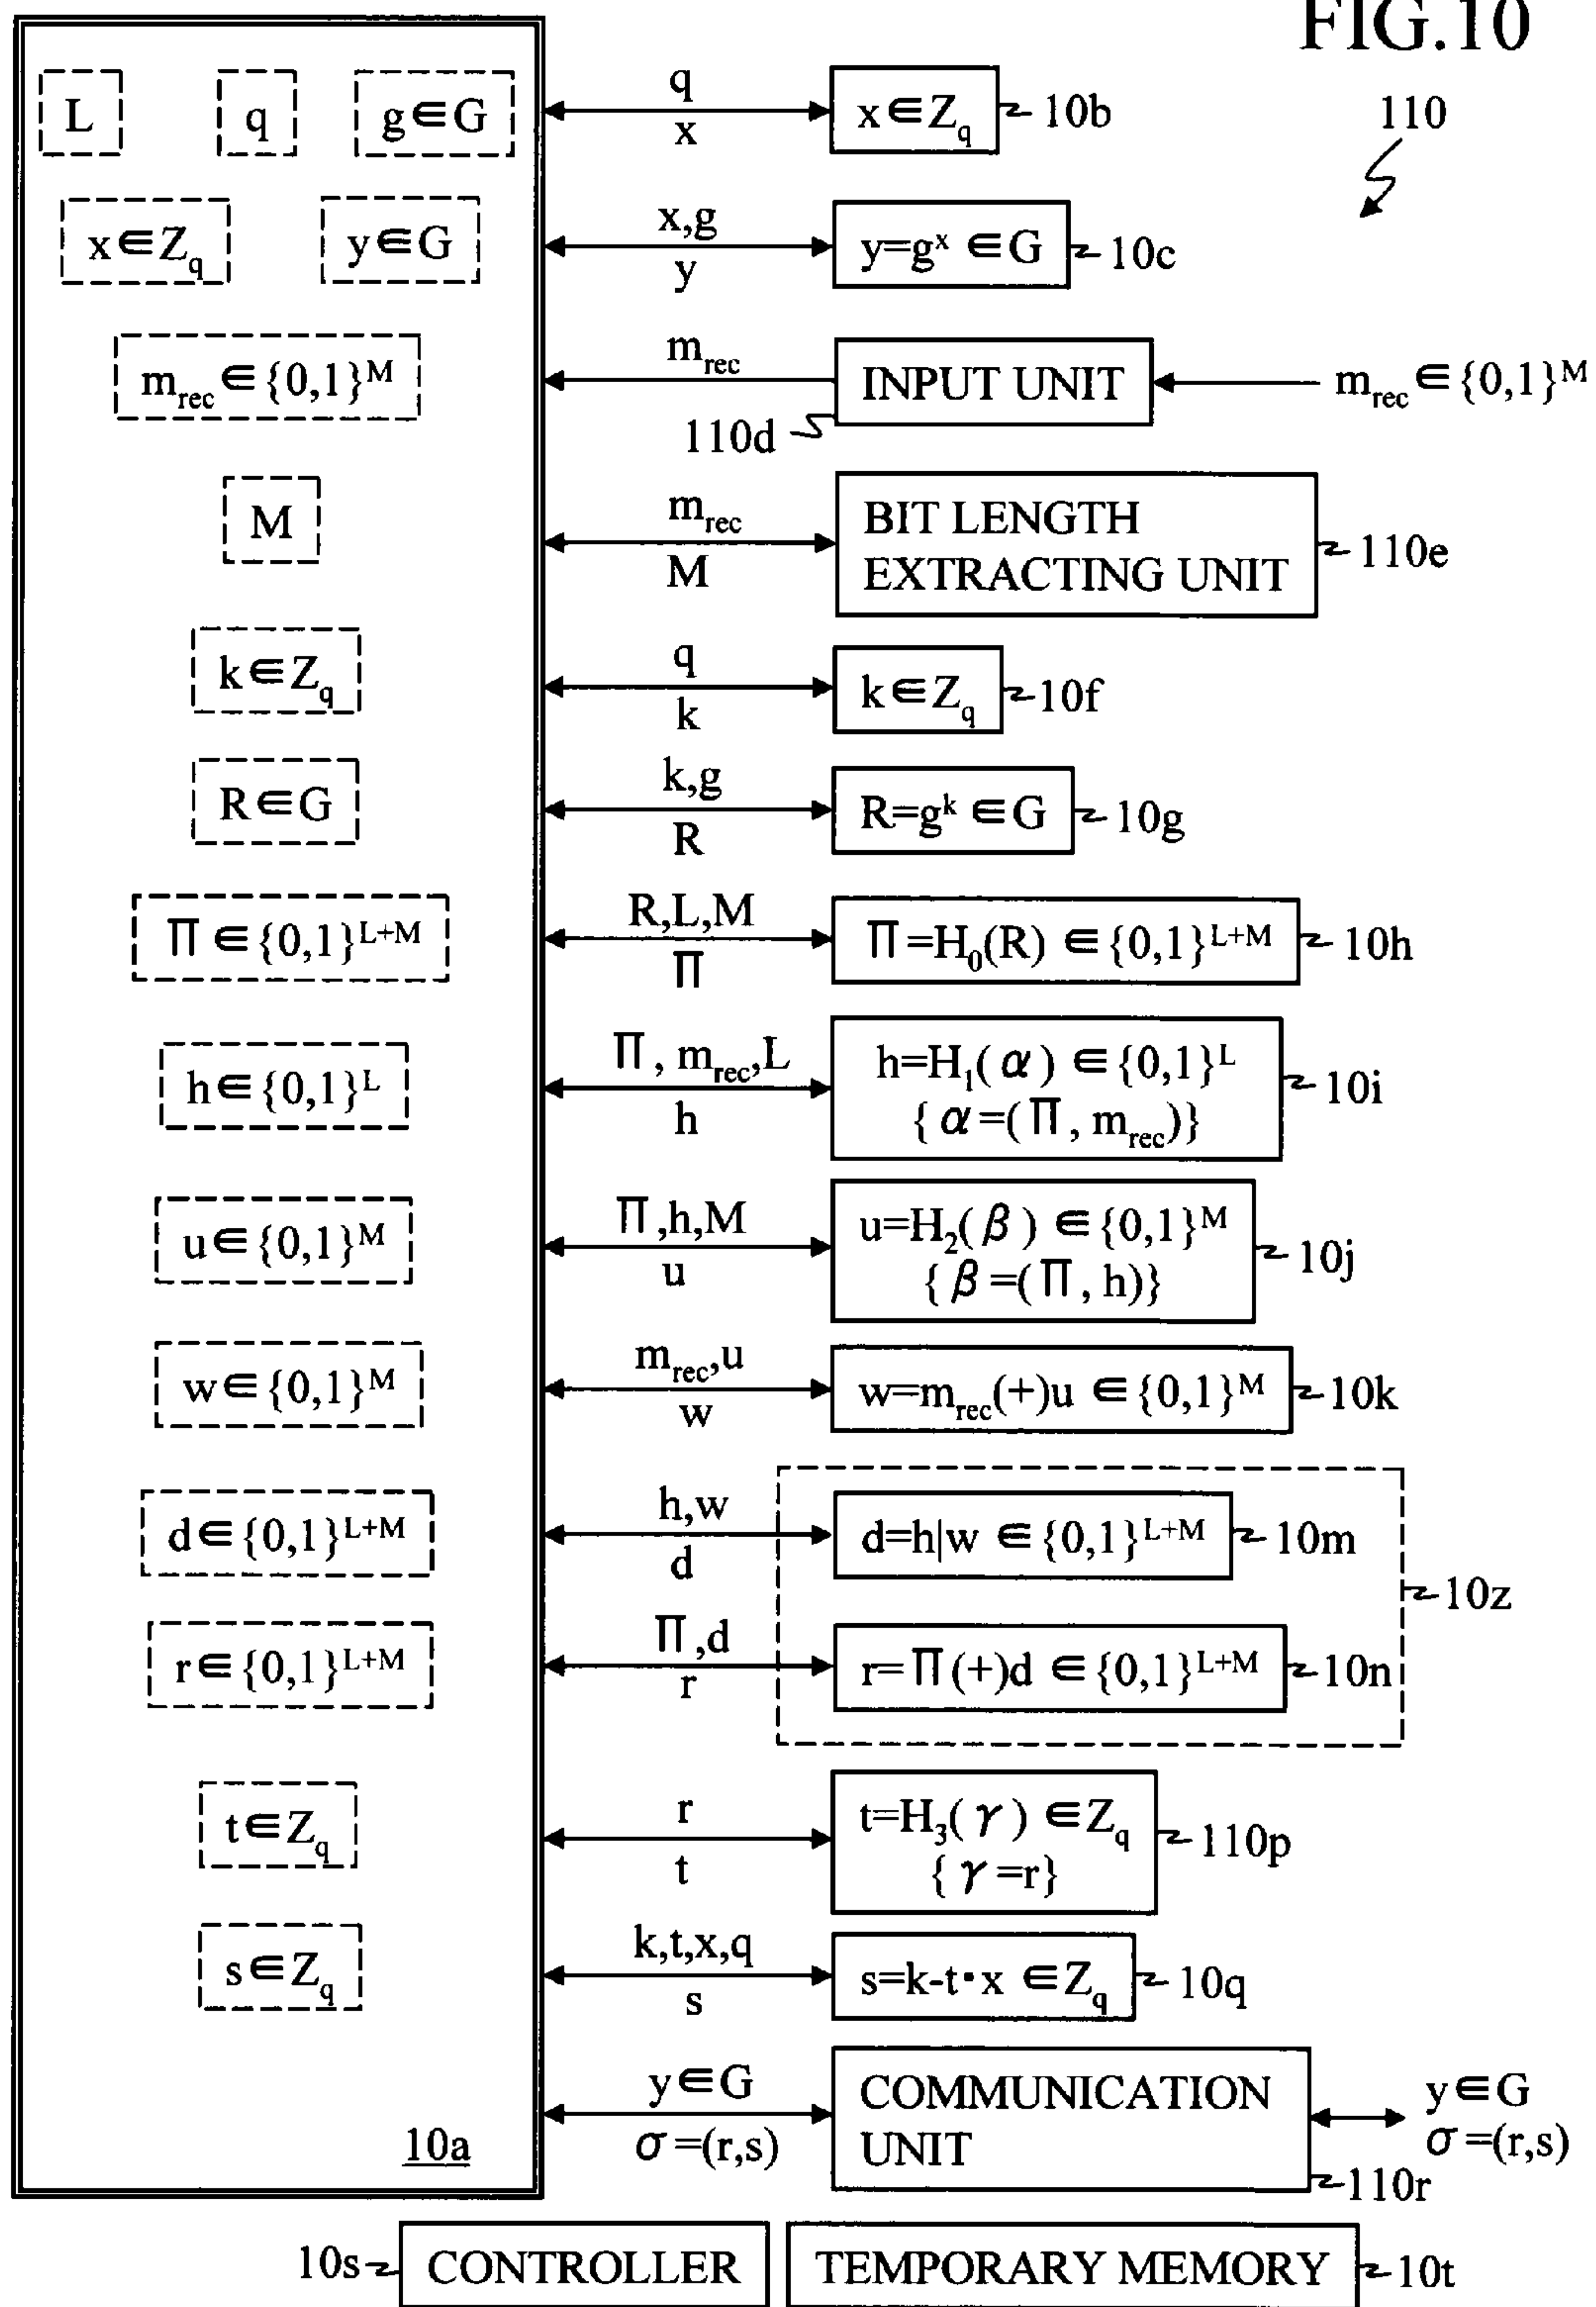 FIG.10
110
L q g∈G
q
x
x∈Z_q
10b
x∈Z_q y∈G
x,g
y
y=g^x ∈G
10c
m_rec∈{0,1}^M
m_rec
INPUT UNIT
m_rec∈{0,1}^M
110d
M
m_rec
M
BIT LENGTH
EXTRACTING UNIT
110e
k∈Z_q
q
k
k∈Z_q
10f
R∈G
k,g
R
R=g^k ∈G
10g
Π∈{0,1}^L+M
R,L,M
Π
Π=H_0(R) ∈{0,1}^L+M
10h
h∈{0,1}^L
Π, m_rec,L
h
h=H_1(α) ∈{0,1}^L
{α=(Π, m_rec)}
10i
u∈{0,1}^M
Π,h,M
u
u=H_2(β) ∈{0,1}^M
{β=(Π, h)}
10j
w∈{0,1}^M
m_rec,u
w
w=m_rec(+)u ∈{0,1}^M
10k
d∈{0,1}^L+M
h,w
d
d=h|w ∈{0,1}^L+M
10m
10z
r∈{0,1}^L+M
Π,d
r
r=Π(+)d ∈{0,1}^L+M
10n
t∈Z_q
r
t
t=H_3(γ) ∈Z_q
{γ=r}
110p
s∈Z_q
k,t,x,q
s
s=k-t·x ∈Z_q
10q
10a
y∈G
σ=(r,s)
COMMUNICATION
UNIT
y∈G
σ=(r,s)
110r
10s
CONTROLLER
TEMPORARY MEMORY
10t